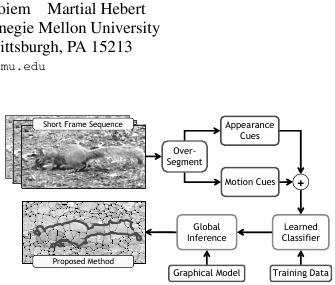 Martial Hebert
negie Mellon University
ittsburgh, PA 15213
mu.edu
Short Frame Sequence
Over-
Segment
Appearance
Cues
Motion Cues
+
Learned
Classifier
Global
Inference
Proposed Method
Graphical Model
Training Data